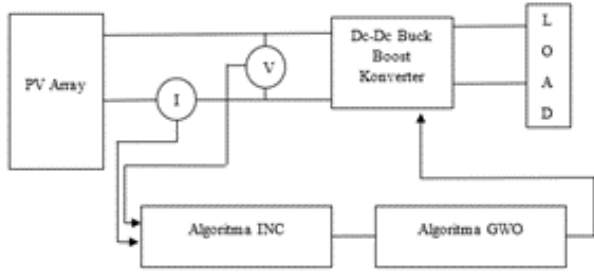 PV Array
I
V
Dc-Dc Buck
Boost
Konverter
L
O
A
D
Algoritma INC
Algoritma GWO